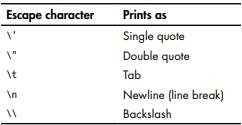 Escape character Prints as
\' Single quote
\" Double quote
\t Tab
\n Newline (line break)
\\ Backslash